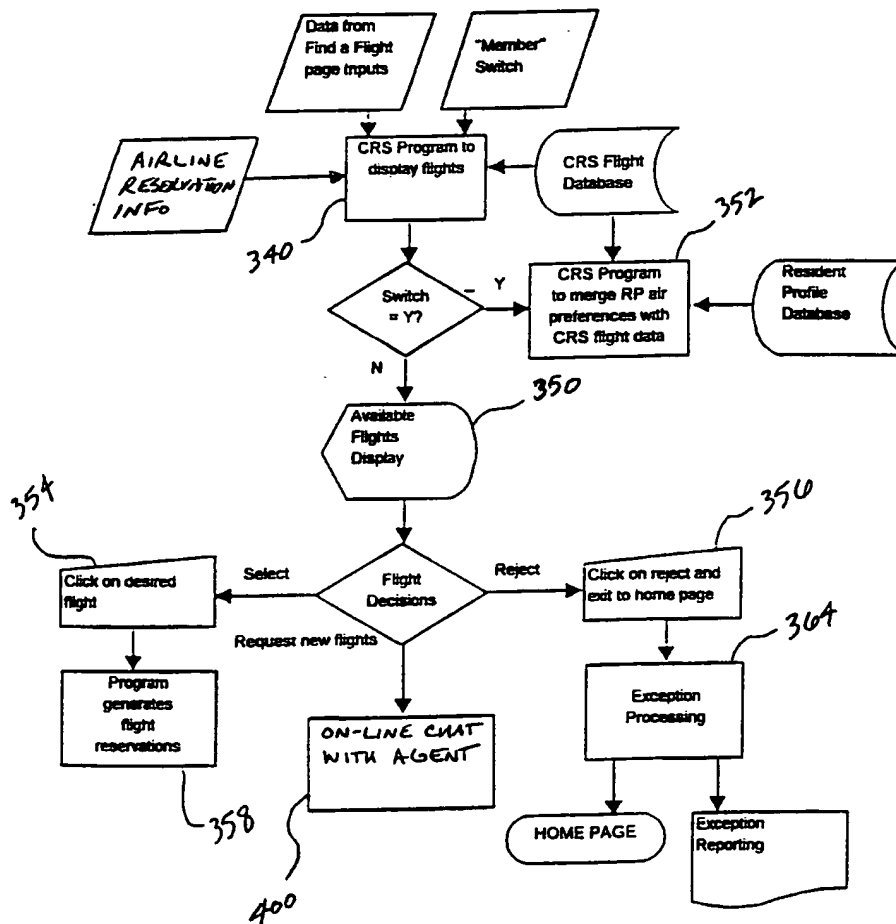 Data from
Find a Flight
page Inputs
"Member"
Switch
AIRLINE
RESERVATION
INFO
CRS Program to
display flights
340
CRS Flight
Database
352
Switch
= Y?
Y
N
CRS Program
to merge RP air
preferences with
CRS flight data
Resident
Profile
Database
350
Available
Flights
Display
354
356
Click on desired
flight
Select
Flight
Decisions
Reject
Click on reject and
exit to home page
Request new flights
364
Program
generates
flight
reservations
358
ON-LINE CHAT
WITH AGENT
400
Exception
Processing
HOME PAGE
Exception
Reporting